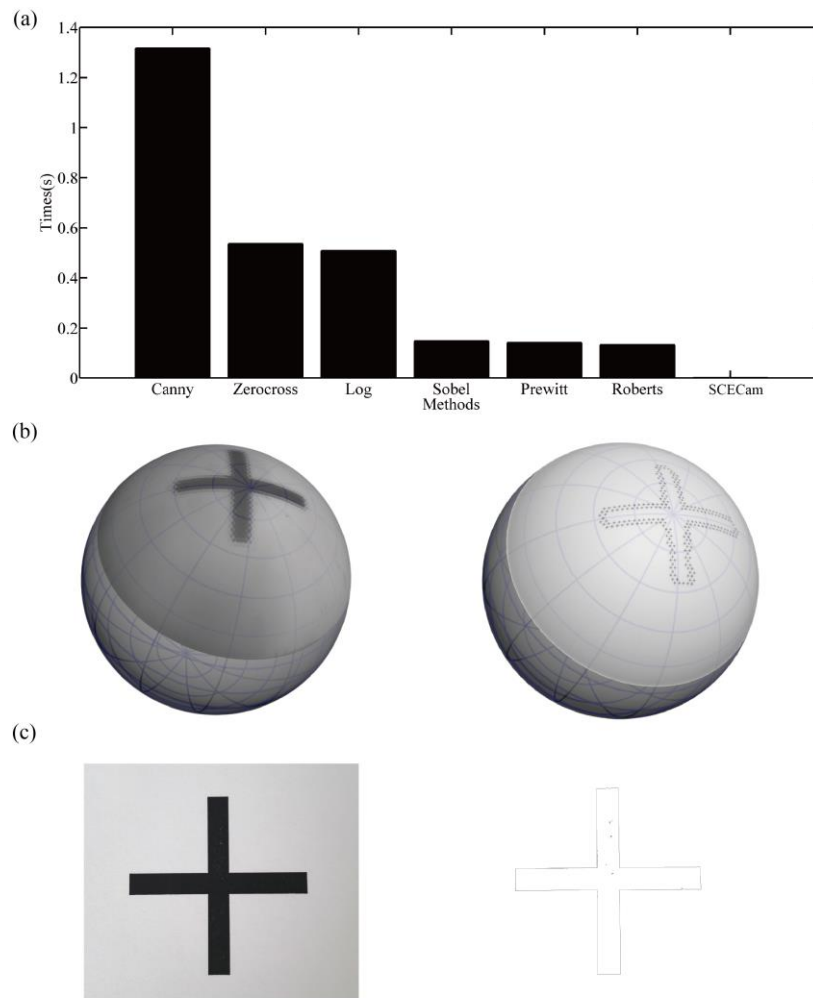 (a)
1.4
1.2
1
0.8
0.6
0.4
0.2
0
Times(s)
Canny Zerocross Log Sobel Prewitt Roberts SCECam
Methods
(b)
(c)